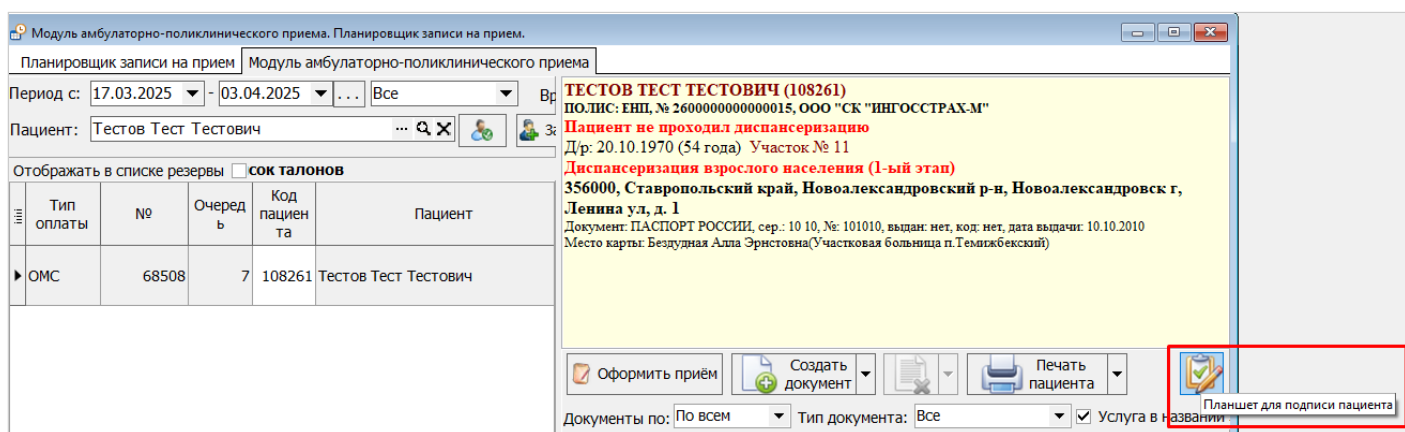 Модуль амбулаторно-поликлинического приема. Планировщик записи на прием.
Планировщик записи на прием Модуль амбулаторно-поликлинического приема
Период с: 17.03.2025 - 03.04.2025 ... Все Вр
Пациент: Тестов Тест Тестович ... За
Отображать в списке резервы сок талонов
Тип оплаты № Очеред ь Код пациен та Пациент
ОМС 68508 7 108261 Тестов Тест Тестович
ТЕСТОВ ТЕСТ ТЕСТОВИЧ (108261)
ПОЛИС: ЕНП, № 2600000000000015, ООО "СК "ИНГОССТРАХ-М"
Пациент не проходил диспансеризацию
Д/р: 20.10.1970 (54 года) Участок № 11
Диспансеризация взрослого населения (1-ый этап)
356000, Ставропольский край, Новоалександровский р-н, Новоалександровск г,
Ленина ул, д. 1
Документ: ПАСПОРТ РОССИИ, сер.: 10 10, №: 101010, выдан: нет, код: нет, дата выдачи: 10.10.2010
Место карты: Бездудная Алла Эрнстовна(Участковая больница п.Темижбекский)
Оформить приём Создать документ Печать пациента
Планшет для подписи пациента
Документы по: По всем Тип документа: Все Услуга в названии